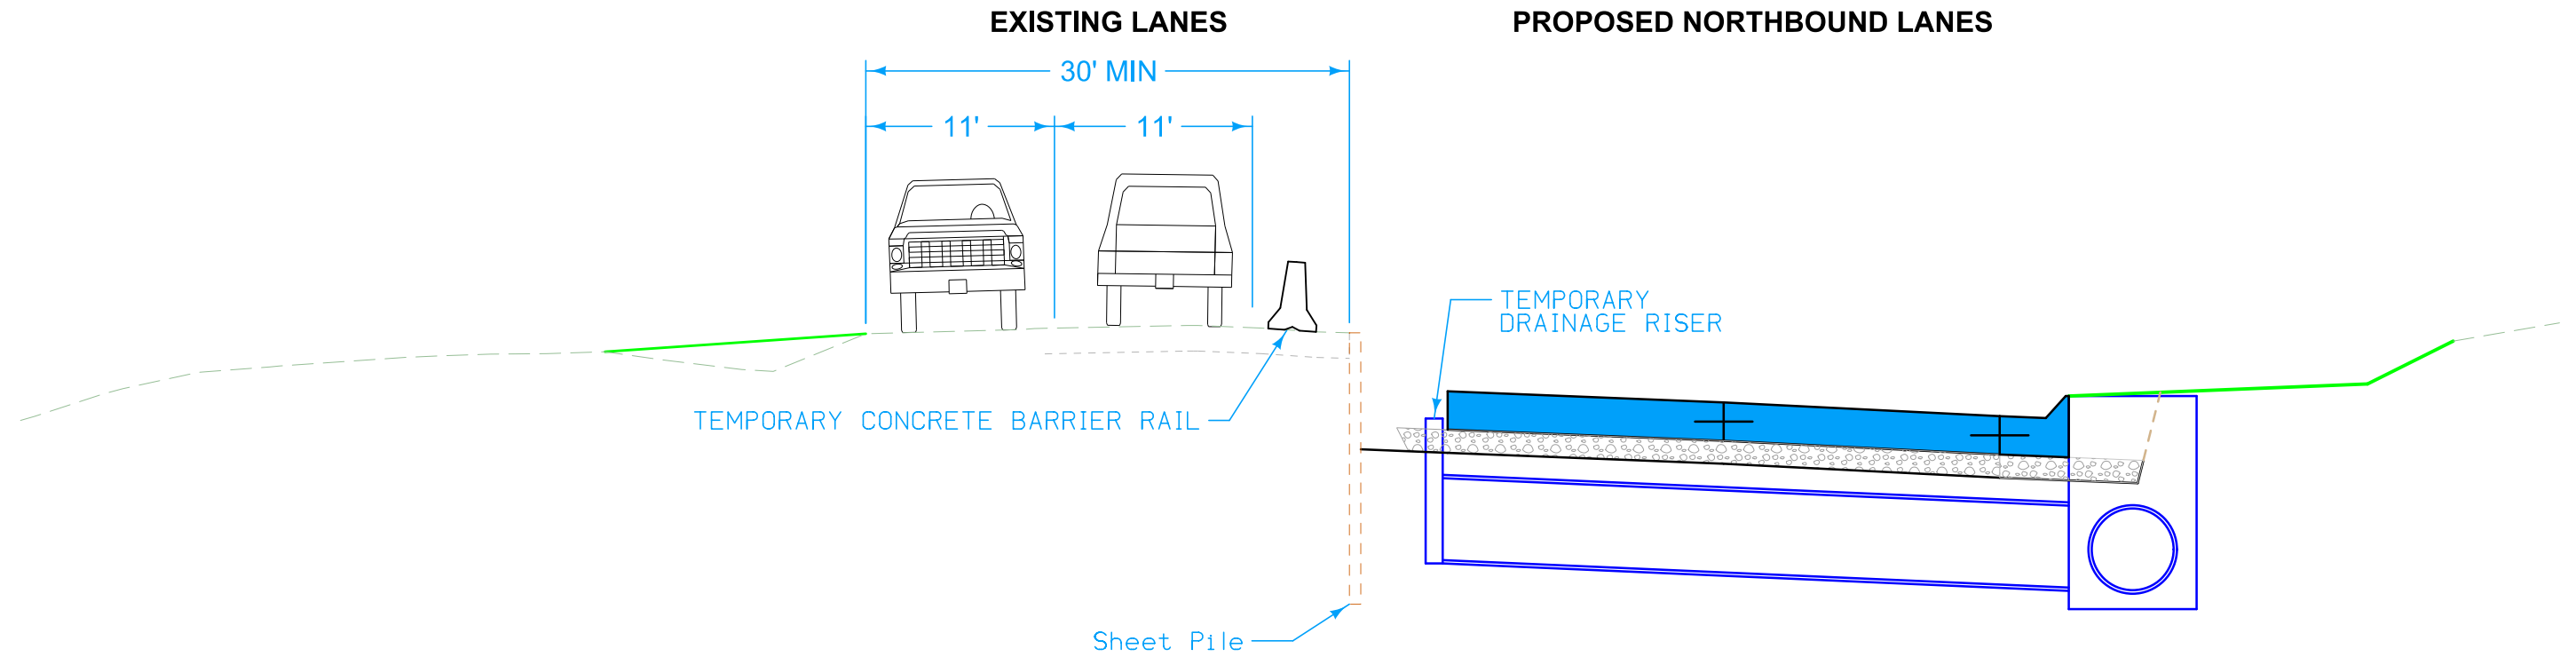 EXISTING LANES
PROPOSED NORTHBOUND LANES
30' MIN
11'
11'
TEMPORARY
DRAINAGE RISER
TEMPORARY CONCRETE BARRIER RAIL
Sheet Pile